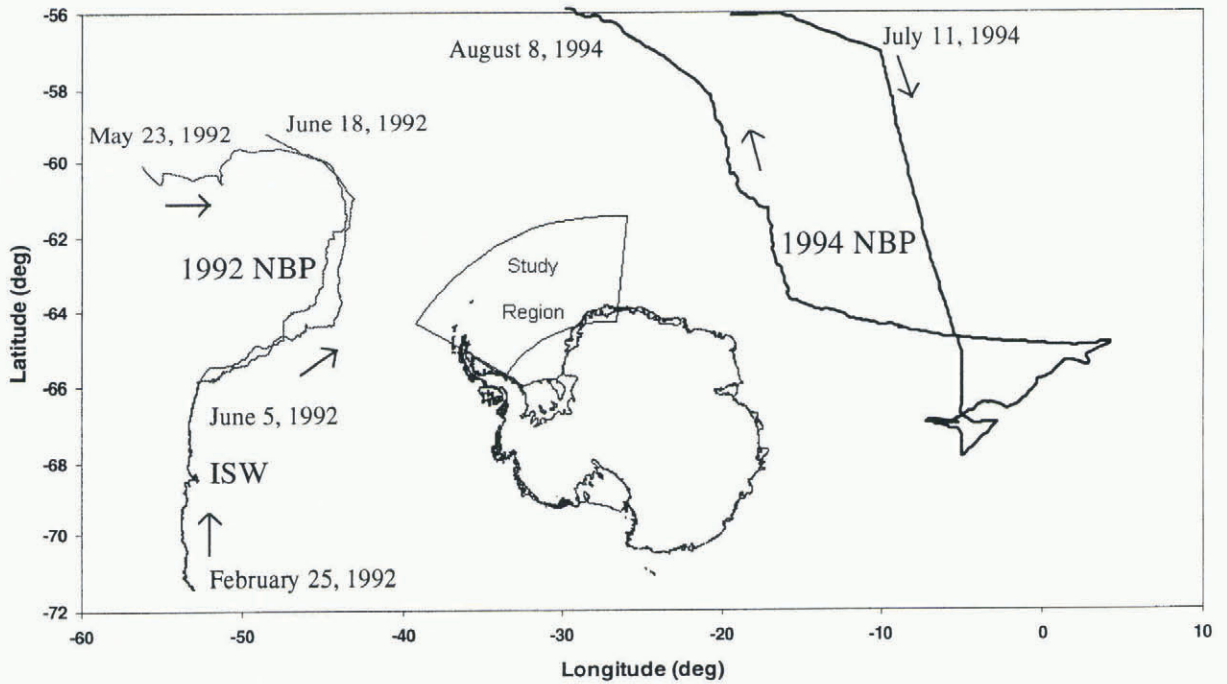 -56
-58
-60
-62
-64
-66
-68
-70
-72
Latitude (deg)
August 8, 1994
July 11, 1994
May 23, 1992
June 18, 1992
1992 NBP
Study
Region
1994 NBP
June 5, 1992
ISW
February 25, 1992
-60
-50
-40
-30
-20
-10
0
10
Longitude (deg)